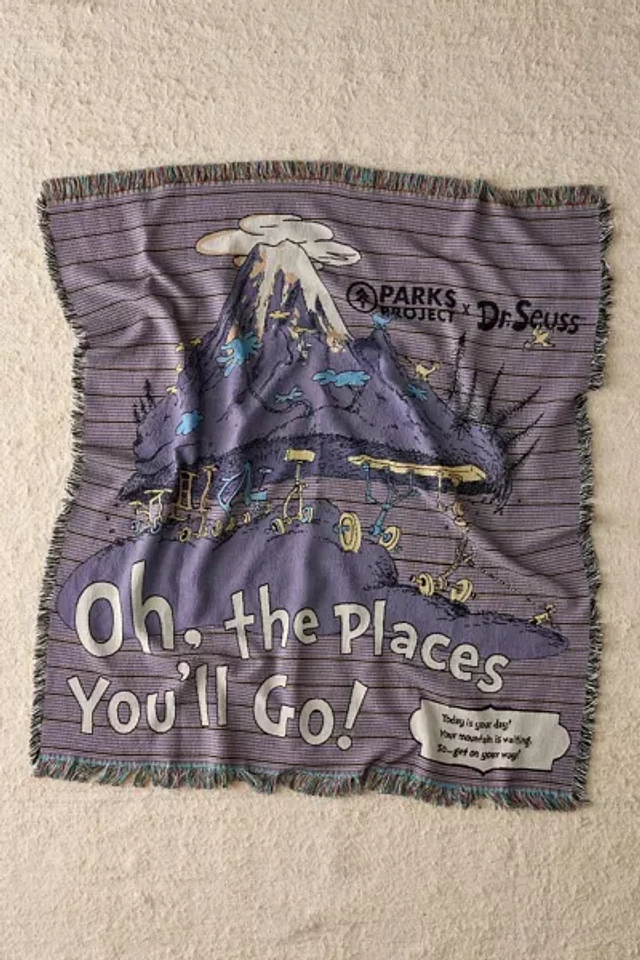 PARKS
PROJECT x Dr. Seuss
Oh, the Places
You'll Go!
Today is your day!
Your mountain is waiting.
So—get on your way!